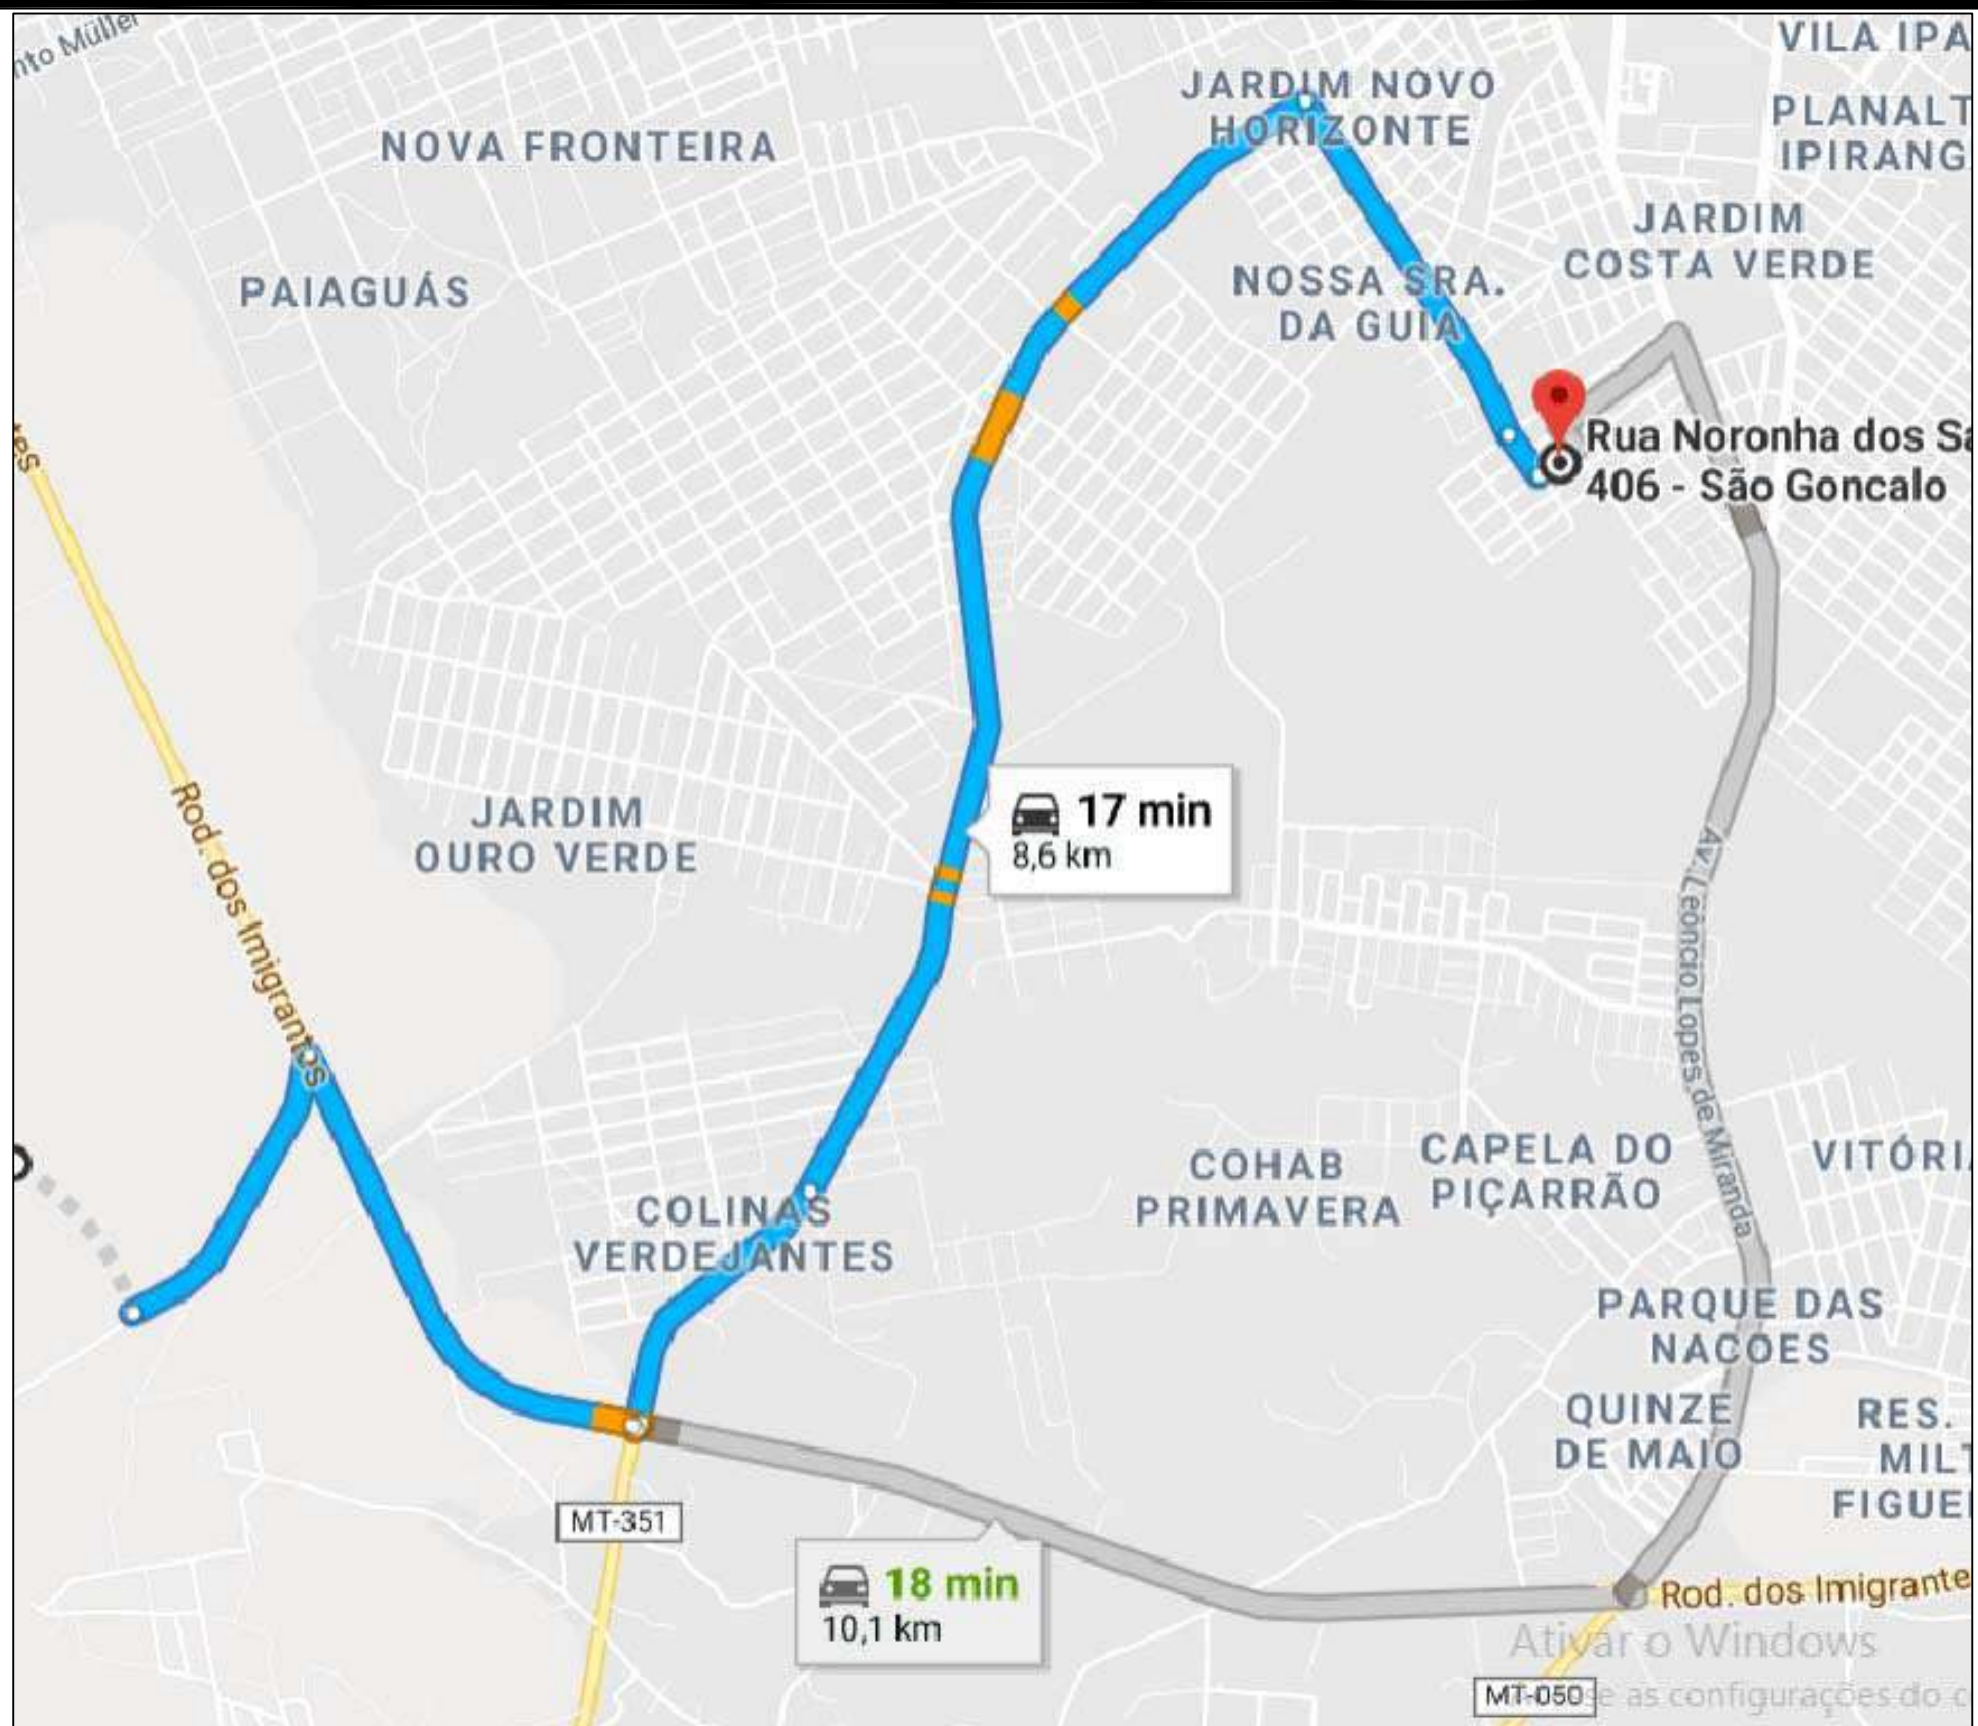 VILA IPA
JARDIM NOVO
HORIZONTE
PLANALT
IPIRANG
NOVA FRONTEIRA
JARDIM
COSTA VERDE
PAIAGUÁS
NOSSA SRA.
DA GUIA
Rua Noronha dos Sa
406 - São Goncalo
Rod. dos Imigrantes
JARDIM
OURO VERDE
17 min
8,6 km
Av. Leôncio Lopes de Miranda
COHAB
PRIMAVERA
CAPELA DO
PIÇARRÃO
VITÓRI
COLINAS
VERDEJANTES
PARQUE DAS
NACOES
QUINZE
DE MAIO
RES.
MILT
FIGUEI
MT-351
18 min
10,1 km
Rod. dos Imigrante
Ativar o Windows
MT-050
e as configurações do c